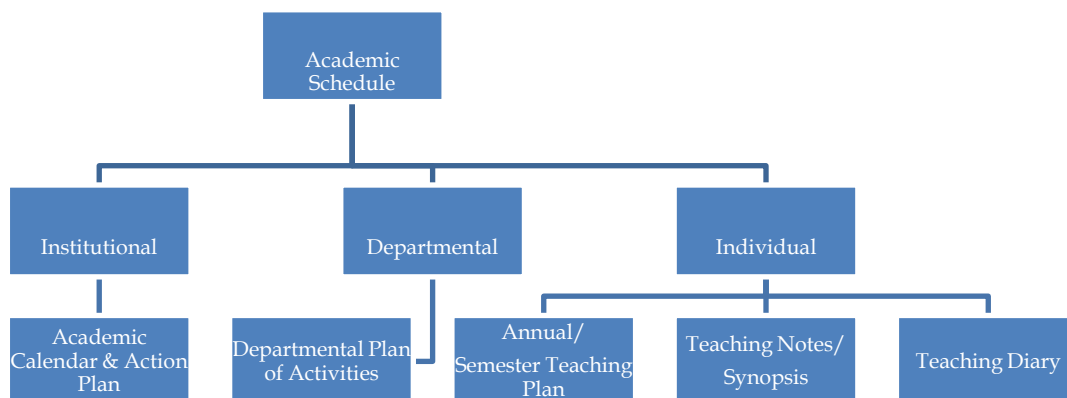 Academic
Schedule
Institutional
Departmental
Individual
Academic
Calendar & Action
Plan
Departmental Plan
of Activities
Annual/
Semester Teaching
Plan
Teaching Notes/
Synopsis
Teaching Diary